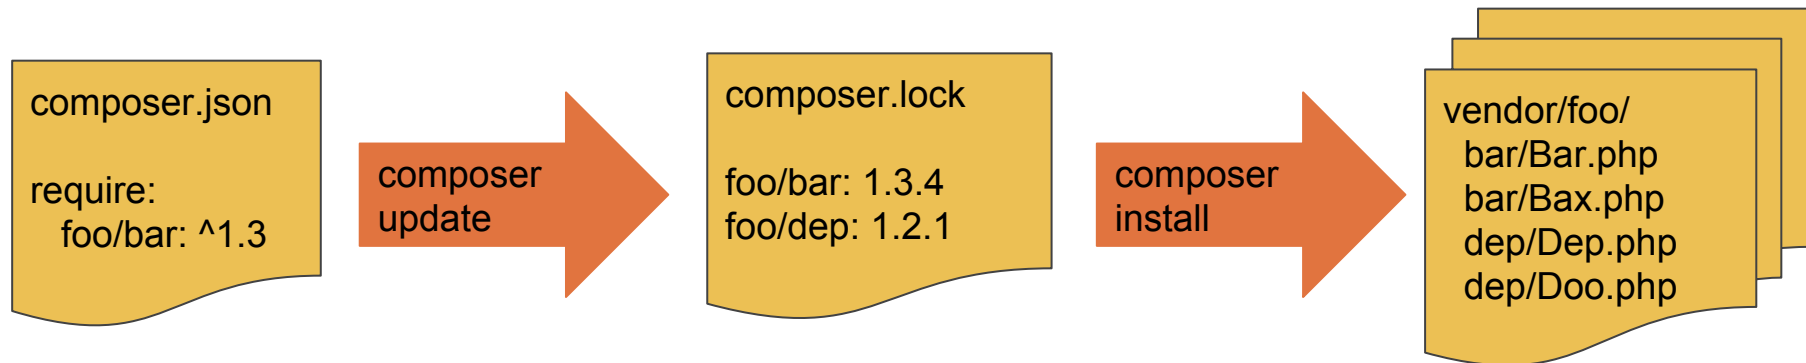 composer.json
require:
foo/bar: ^1.3
composer
update
composer.lock
foo/bar: 1.3.4
foo/dep: 1.2.1
composer
install
vendor/foo/
bar/Bar.php
bar/Bax.php
dep/Dep.php
dep/Doo.php